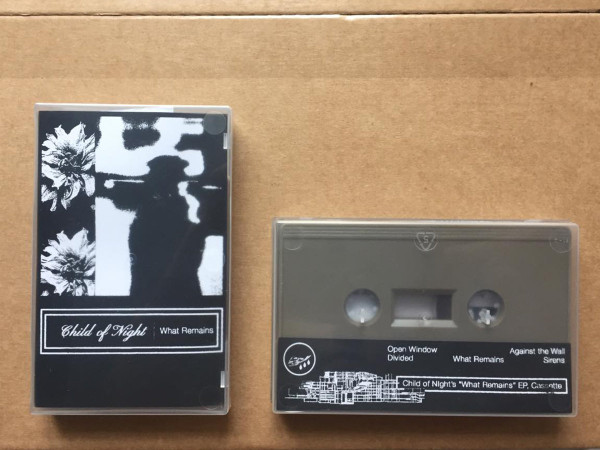 Child of Night What Remains
5
Open Window Against the Wall
Divided What Remains Sirens
Child of Night's "What Remains" EP, Cassette